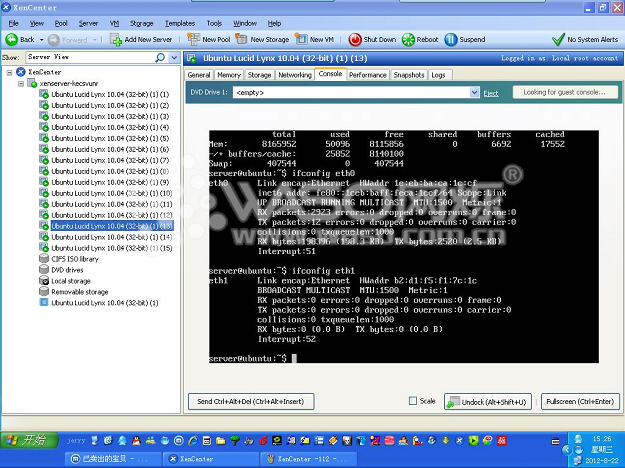 XenCenter
File View Pool Server VM Storage Templates Tools Window Help
Back Forward Add New Server New Pool New Storage New VM Shut Down Reboot Suspend No System Alerts
Show: Server View
Ubuntu Lucid Lynx 10.04 (32-bit) (1) (13) Logged in as: Local root account
XenCenter
xenserver-kecsvunr
Ubuntu Lucid Lynx 10.04 (32-bit) (1) (1)
Ubuntu Lucid Lynx 10.04 (32-bit) (1) (2)
Ubuntu Lucid Lynx 10.04 (32-bit) (1) (3)
Ubuntu Lucid Lynx 10.04 (32-bit) (1) (4)
Ubuntu Lucid Lynx 10.04 (32-bit) (1) (5)
Ubuntu Lucid Lynx 10.04 (32-bit) (1) (6)
Ubuntu Lucid Lynx 10.04 (32-bit) (1) (7)
Ubuntu Lucid Lynx 10.04 (32-bit) (1) (8)
Ubuntu Lucid Lynx 10.04 (32-bit) (1) (9)
Ubuntu Lucid Lynx 10.04 (32-bit) (1) (10)
Ubuntu Lucid Lynx 10.04 (32-bit) (1) (11)
Ubuntu Lucid Lynx 10.04 (32-bit) (1) (12)
Ubuntu Lucid Lynx 10.04 (32-bit) (1) (13)
Ubuntu Lucid Lynx 10.04 (32-bit) (1) (14)
Ubuntu Lucid Lynx 10.04 (32-bit) (1) (15)
CIFS ISO library
DVD drives
Local storage
Removable storage
Ubuntu Lucid Lynx 10.04 (32-bit) (1)
General Memory Storage Networking Console Performance Snapshots Logs
DVD Drive 1: <empty> Eject Looking for guest console...
total used free shared buffers cached
Mem: 8165952 50096 8115856 0 6692 17552
-/+ buffers/cache: 25852 8140100
Swap: 407544 0 407544
server@ubuntu:~$ ifconfig eth0
eth0 Link encap:Ethernet HWaddr
inet6 addr: Scope:Link
UP BROADCAST RUNNING MULTICAST MTU:1500 Metric:1
RX packets:2923 errors:0 dropped:0 overruns:0 frame:0
TX packets:12 errors:0 dropped:0 overruns:0 carrier:0
collisions:0 txqueuelen:1000
RX bytes:198396 (198.3 KB) TX bytes:2520 (2.5 KB)
Interrupt:51
server@ubuntu:~$ ifconfig eth1
eth1 Link encap:Ethernet HWaddr b2:d1:f5:f1:7c:1c
BROADCAST MULTICAST MTU:1500 Metric:1
RX packets:0 errors:0 dropped:0 overruns:0 frame:0
TX packets:0 errors:0 dropped:0 overruns:0 carrier:0
collisions:0 txqueuelen:1000
RX bytes:0 (0.0 B) TX bytes:0 (0.0 B)
Interrupt:52
server@ubuntu:~$
Send Ctrl+Alt+Del (Ctrl+Alt+Insert) Scale Undock (Alt+Shift+U) Fullscreen (Ctrl+Enter)
开始 jerry
已卖出的宝贝 - ... XenCenter XenCenter -112 -...
15:26
星期三
2012-8-22